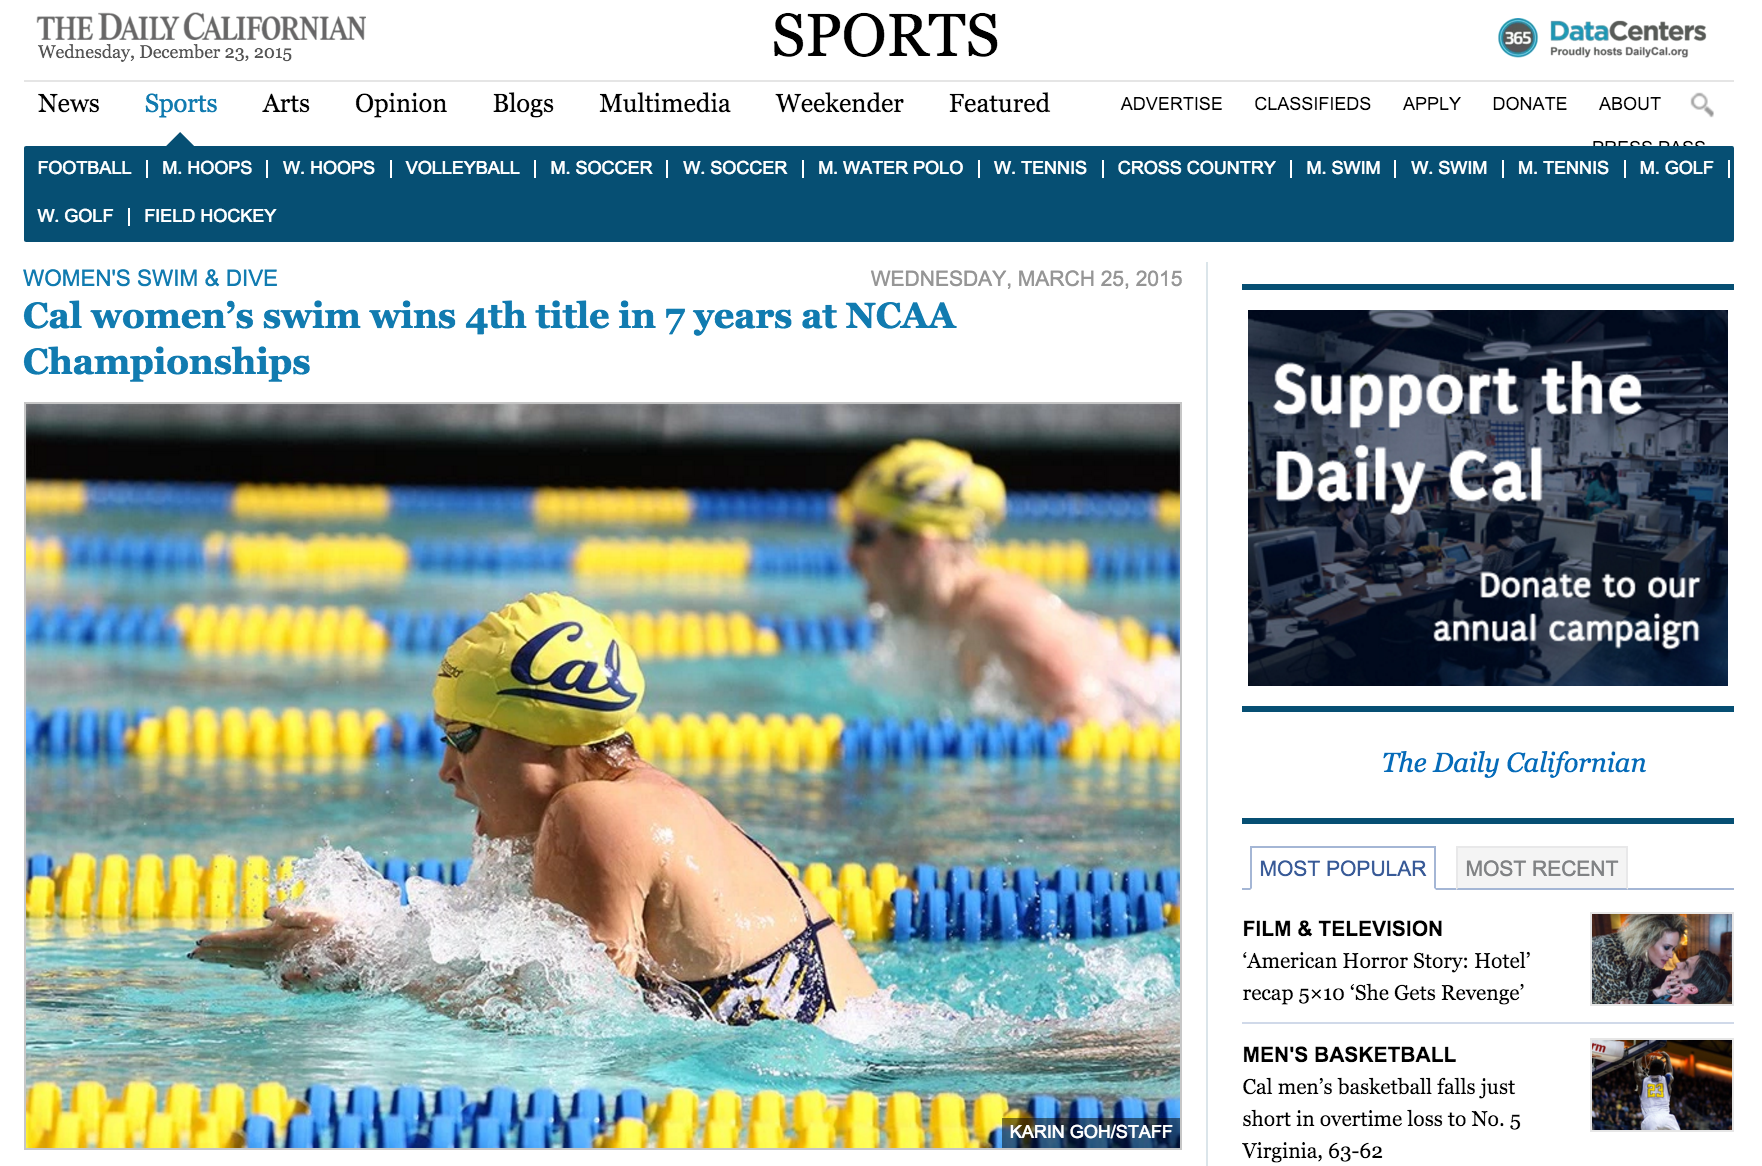 THE DAILY CALIFORNIAN
Wednesday, December 23, 2015
SPORTS
365 DataCenters
Proudly hosts DailyCal.org
News Sports Arts Opinion Blogs Multimedia Weekender Featured ADVERTISE CLASSIFIEDS APPLY DONATE ABOUT
PRESS PASS
FOOTBALL | M. HOOPS | W. HOOPS | VOLLEYBALL | M. SOCCER | W. SOCCER | M. WATER POLO | W. TENNIS | CROSS COUNTRY | M. SWIM | W. SWIM | M. TENNIS | M. GOLF |
W. GOLF | FIELD HOCKEY
WOMEN'S SWIM & DIVE
WEDNESDAY, MARCH 25, 2015
Cal women’s swim wins 4th title in 7 years at NCAA
Championships
Cal
KARIN GOH/STAFF
Support the
Daily Cal
Donate to our
annual campaign
The Daily Californian
MOST POPULAR MOST RECENT
FILM & TELEVISION
‘American Horror Story: Hotel’
recap 5×10 ‘She Gets Revenge’
MEN'S BASKETBALL
Cal men’s basketball falls just
short in overtime loss to No. 5
Virginia, 63-62
23